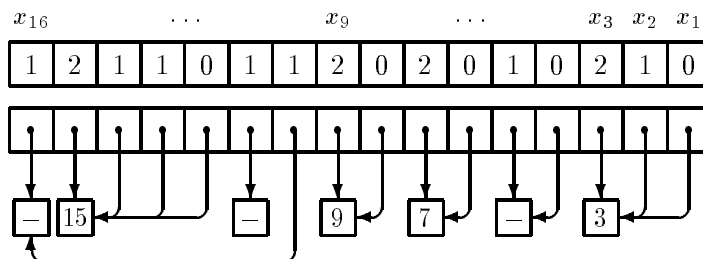 x₁₆ ··· x₉ ··· x₃ x₂ x₁
1 2 1 1 0 1 1 2 0 2 0 1 0 2 1 0
– 15 – 9 7 – 3